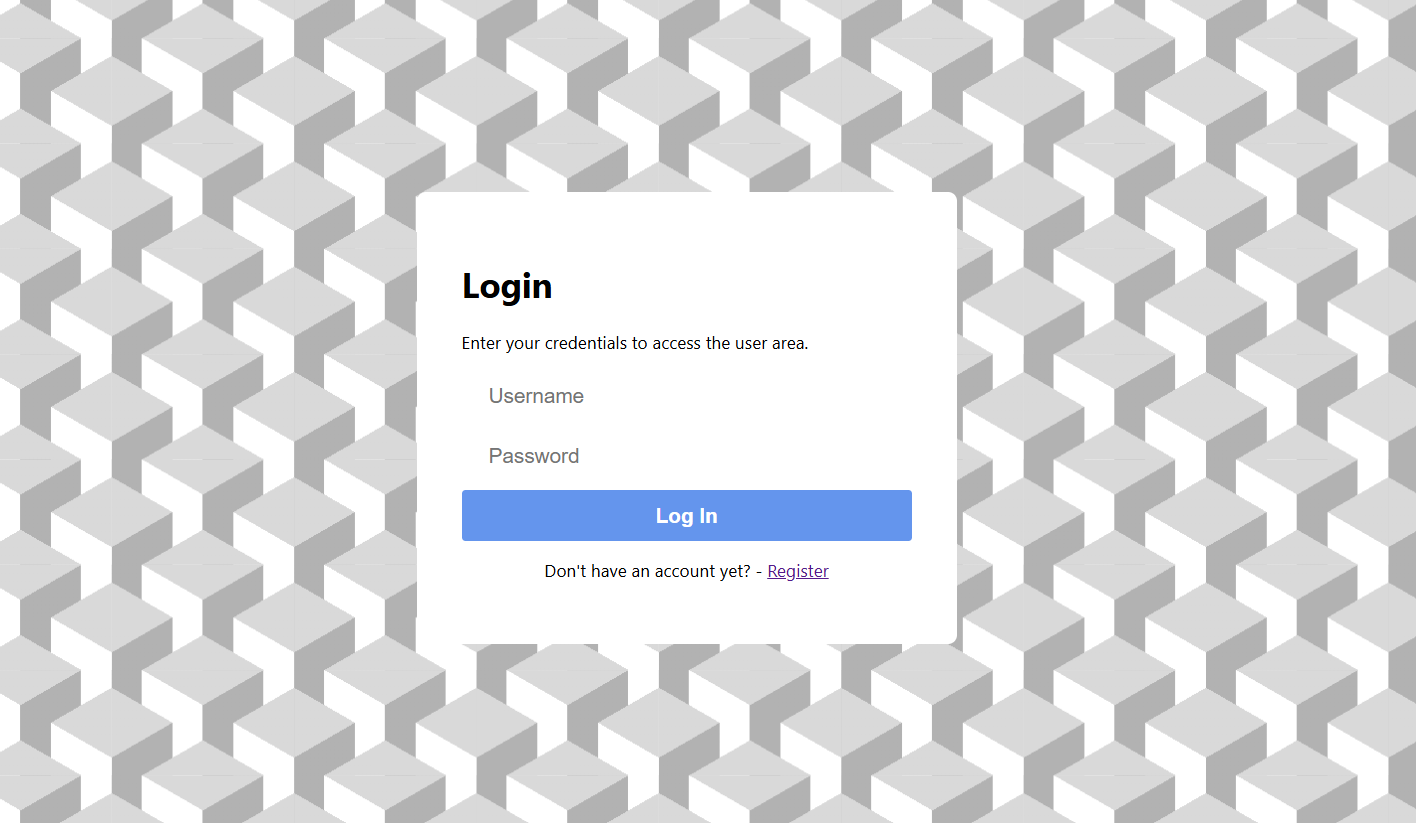 Login
Enter your credentials to access the user area.
Username
Password
Log In
Don't have an account yet? - Register